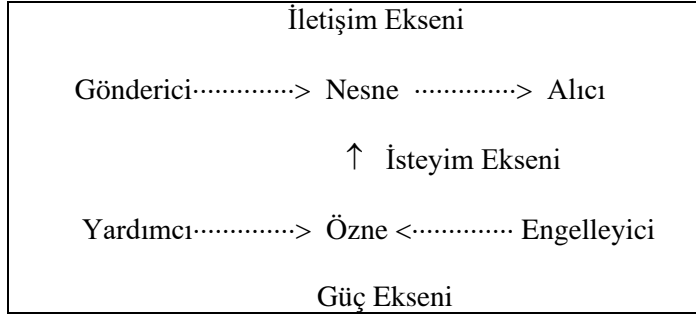 İletişim Ekseni
Gönderici··············> Nesne ··············> Alıcı
↑ İsteyim Ekseni
Yardımcı··············> Özne <·············· Engelleyici
Güç Ekseni